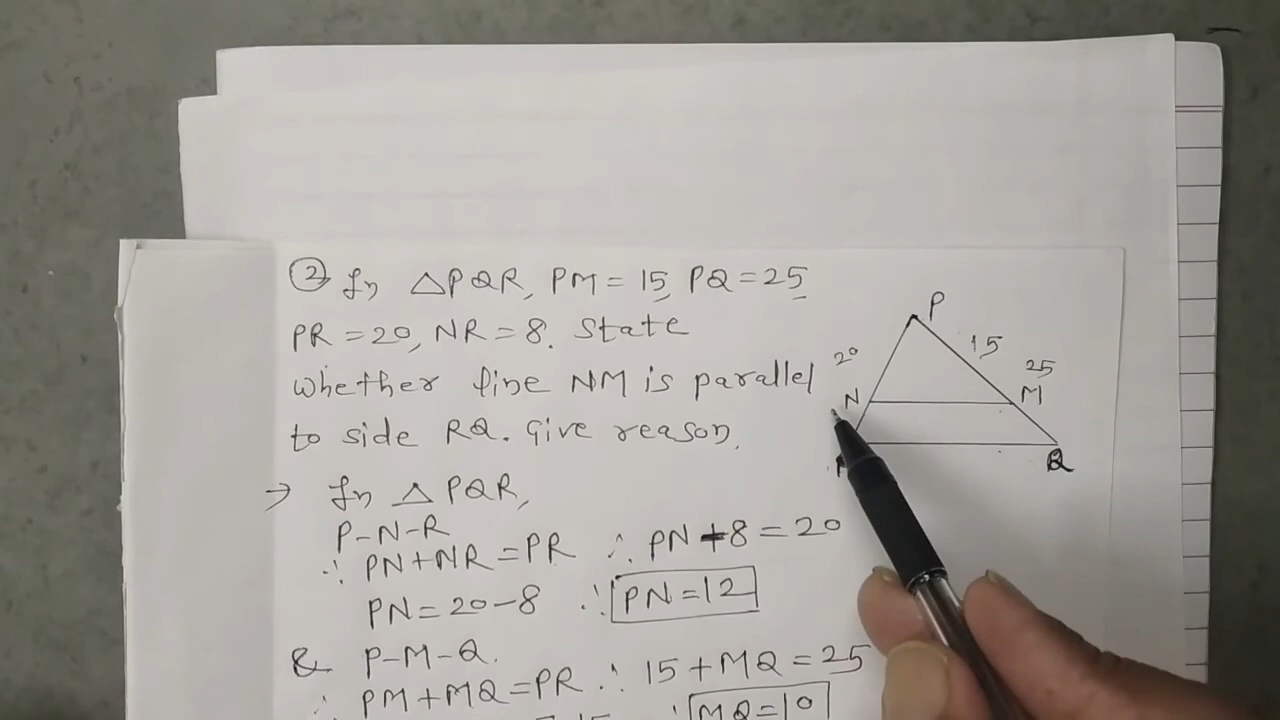 ② In △PQR, PM = 15, PQ = 25
PR = 20, NR = 8. State
whether line NM is parallel
to side RQ. Give reason.
P
15
20
25
N
M
Q
→ In △ PQR,
P-N-R
∴ PN+NR = PR ∴ PN + 8 = 20
PN = 20 - 8 ∴ PN = 12
& P-M-Q.
∴ PM + MQ = PR ∴ 15 + MQ = 25
∴ MQ = 10